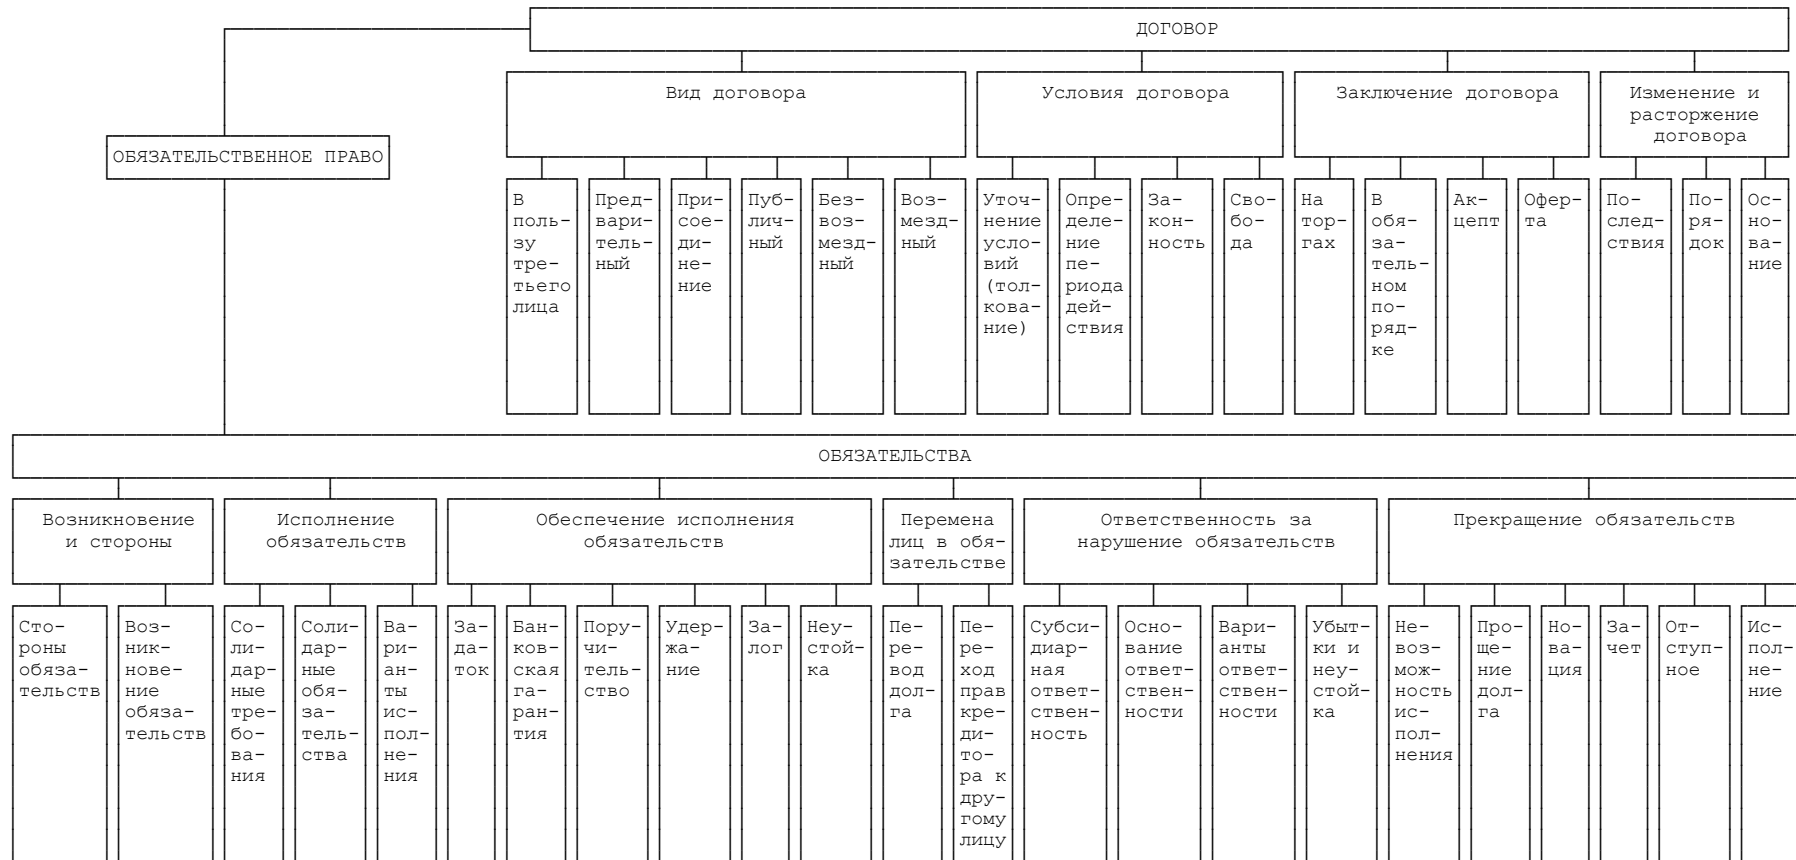 ДОГОВОР
Вид договора
Условия договора
Заключение договора
Изменение и
расторжение
договора
ОБЯЗАТЕЛЬСТВЕННОЕ ПРАВО
В
поль-
зу
тре-
тьего
лица
Пред-
вари-
тель-
ный
При-
сое-
ди-
не-
ние
Пуб-
лич-
ный
Без-
воз-
мезд-
ный
Воз-
мезд-
ный
Уточ-
нение
усло-
вий
(тол-
кова-
ние)
Опре-
деле-
ние
пе-
риода
дей-
ствия
За-
кон-
ность
Сво-
бо-
да
На
тор-
гах
В
обя-
за-
тель-
ном
по-
ряд-
ке
Ак-
цепт
Офер-
та
По-
след-
ствия
По-
ря-
док
Ос-
но-
ва-
ние
ОБЯЗАТЕЛЬСТВА
Возникновение
и стороны
Исполнение
обязательств
Обеспечение исполнения
обязательств
Перемена
лиц в обя-
зательстве
Ответственность за
нарушение обязательств
Прекращение обязательств
Сто-
роны
обяза-
тельств
Воз-
ник-
нове-
ние
обяза-
тельств
Со-
ли-
дар-
ные
тре-
бо-
ва-
ния
Соли-
дар-
ные
обя-
за-
тель-
ства
Ва-
ри-
ан-
ты
ис-
пол-
не-
ния
За-
да-
ток
Бан-
ков-
ская
га-
ран-
тия
Пору-
чи-
тель-
ство
Удер-
жа-
ние
За-
лог
Неу-
стой-
ка
Пе-
ре-
вод
дол-
га
Пе-
ре-
ход
прав
кре-
ди-
то-
ра к
дру-
гому
лицу
Субси-
диар-
ная
ответ-
ствен-
ность
Осно-
вание
ответ-
ствен-
ности
Вари-
анты
ответ-
ствен-
ности
Убыт-
ки и
неу-
стой-
ка
Не-
воз-
мож-
ность
ис-
пол-
нения
Про-
ще-
ние
дол-
га
Но-
ва-
ция
За-
чет
От-
ступ-
ное
Ис-
пол-
не-
ние